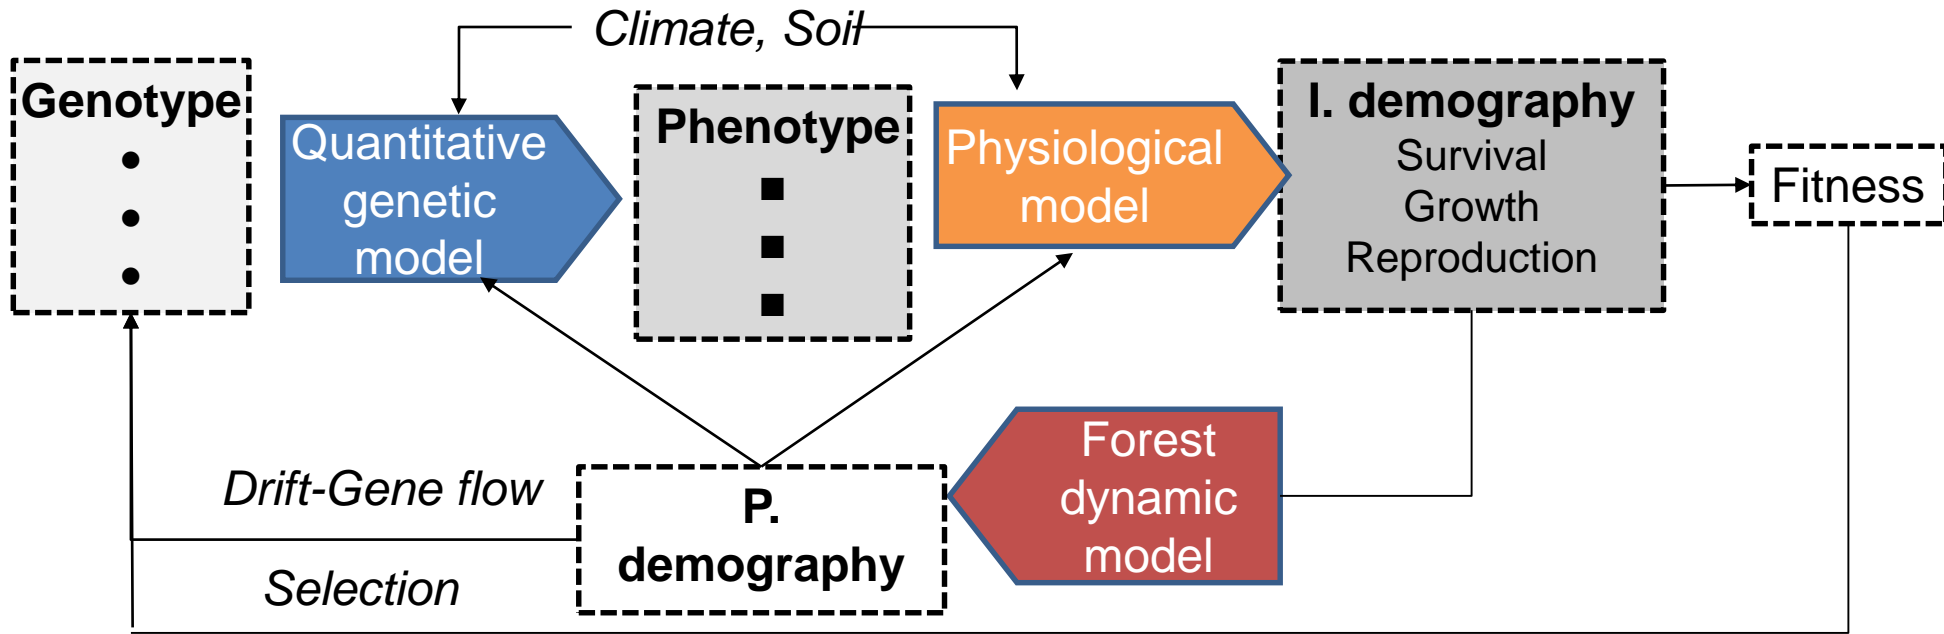 Climate, Soil
Genotype
•
•
•
Quantitative
genetic
model
Phenotype
▪
▪
▪
Physiological
model
I. demography
Survival
Growth
Reproduction
Fitness
Forest
dynamic
model
P.
demography
Drift-Gene flow
Selection